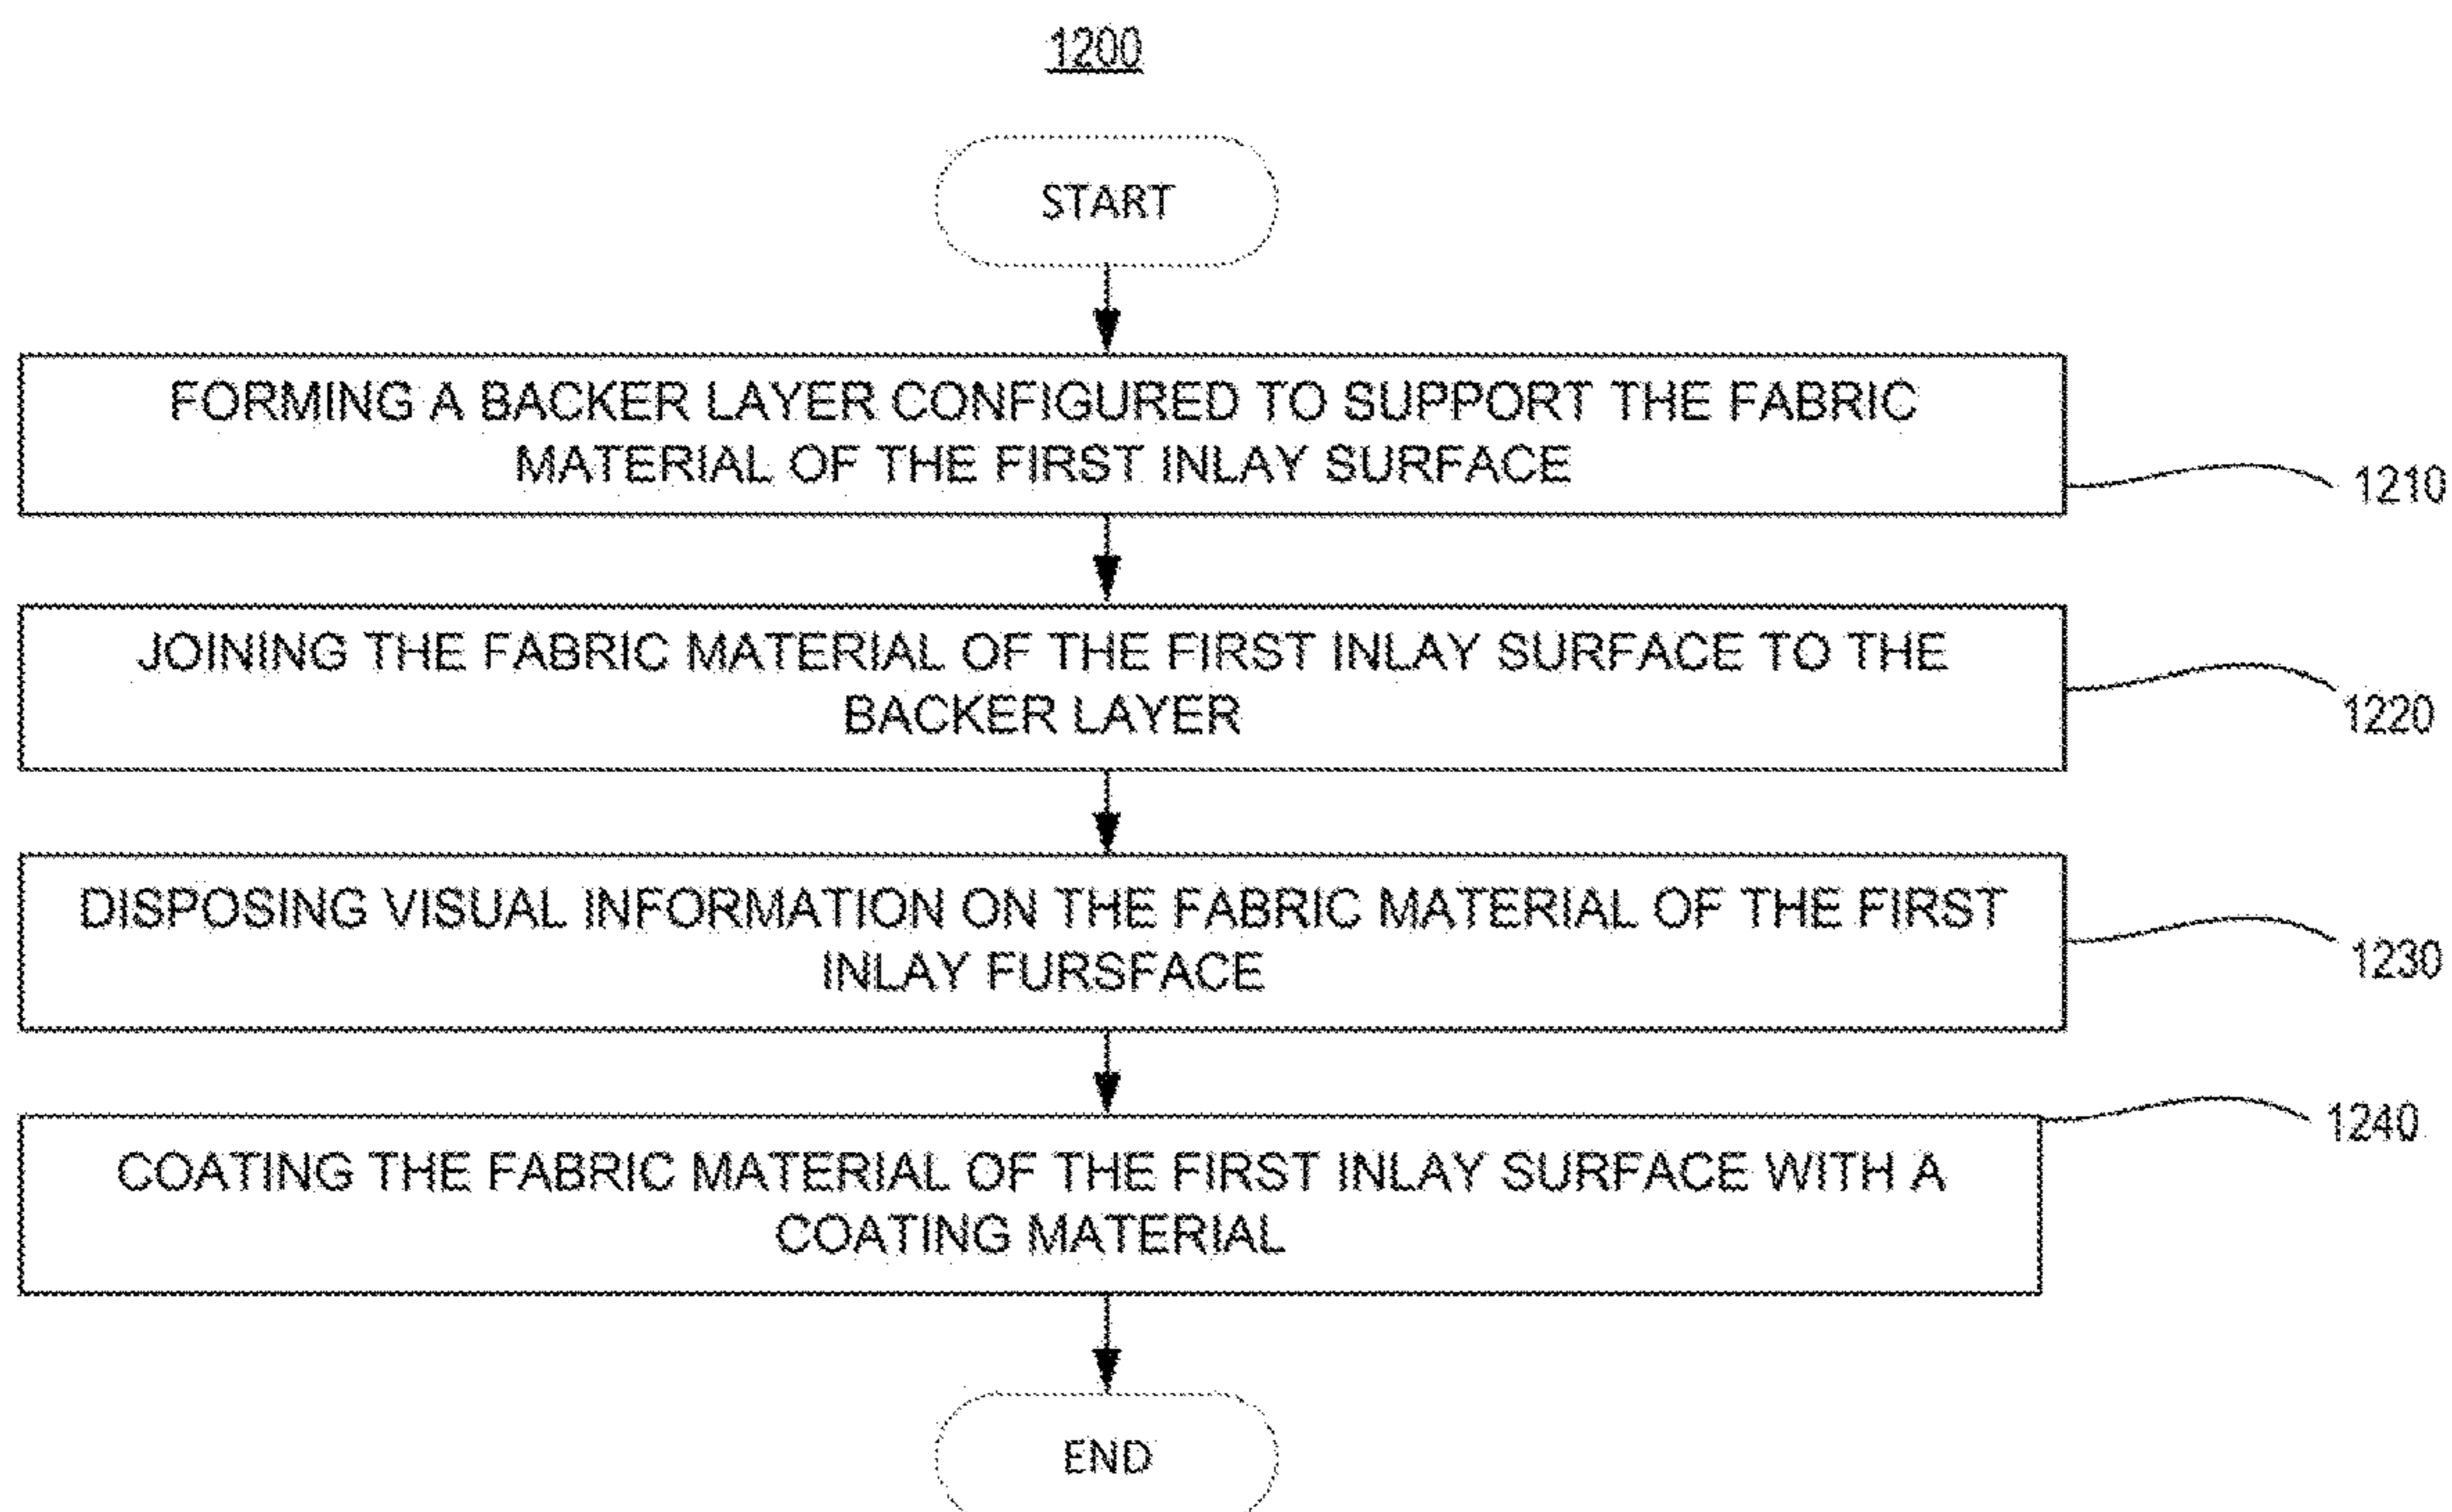 1200
START
FORMING A BACKER LAYER CONFIGURED TO SUPPORT THE FABRIC
MATERIAL OF THE FIRST INLAY SURFACE
1210
JOINING THE FABRIC MATERIAL OF THE FIRST INLAY SURFACE TO THE
BACKER LAYER
1220
DISPOSING VISUAL INFORMATION ON THE FABRIC MATERIAL OF THE FIRST
INLAY FURSFACE
1230
COATING THE FABRIC MATERIAL OF THE FIRST INLAY SURFACE WITH A
COATING MATERIAL
1240
END